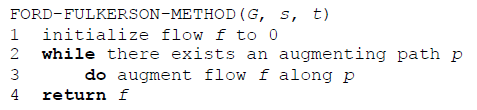 FORD-FULKERSON-METHOD(G, s, t)
1 initialize flow f to 0
2 while there exists an augmenting path p
3 do augment flow f along p
4 return f